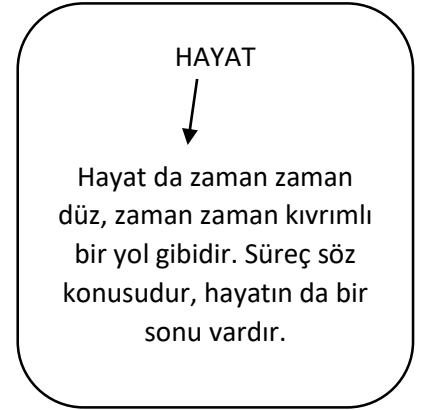 HAYAT
Hayat da zaman zaman
düz, zaman zaman kıvrımlı
bir yol gibidir. Süreç söz
konusudur, hayatın da bir
sonu vardır.